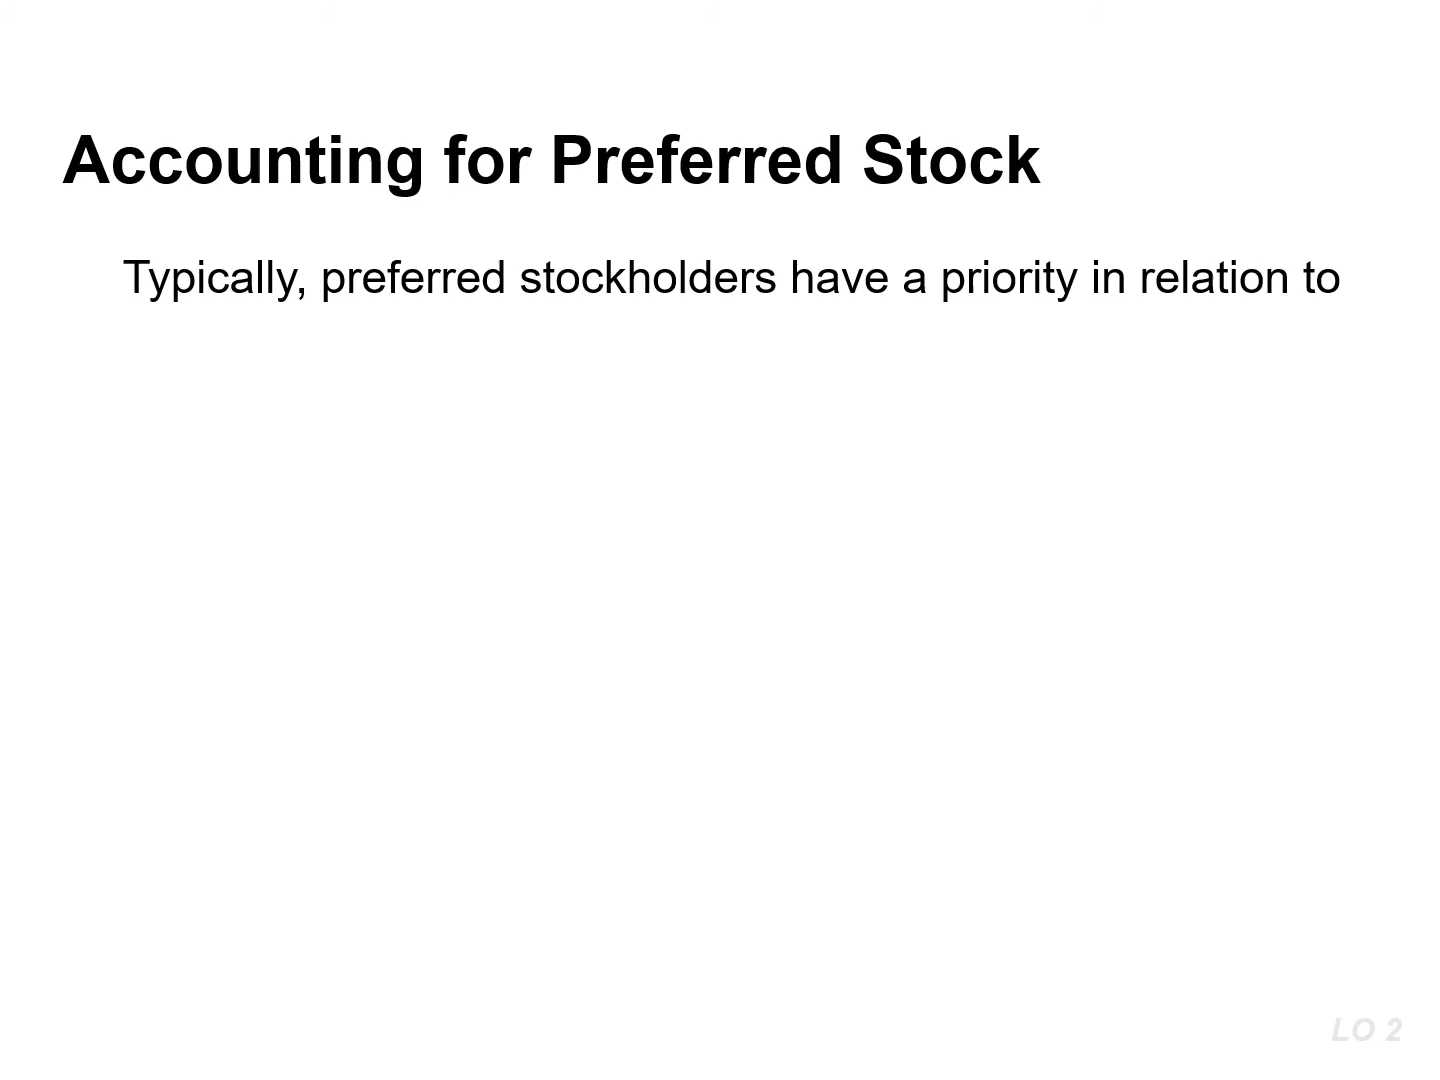 Accounting for Preferred Stock
Typically, preferred stockholders have a priority in relation to
LO 2